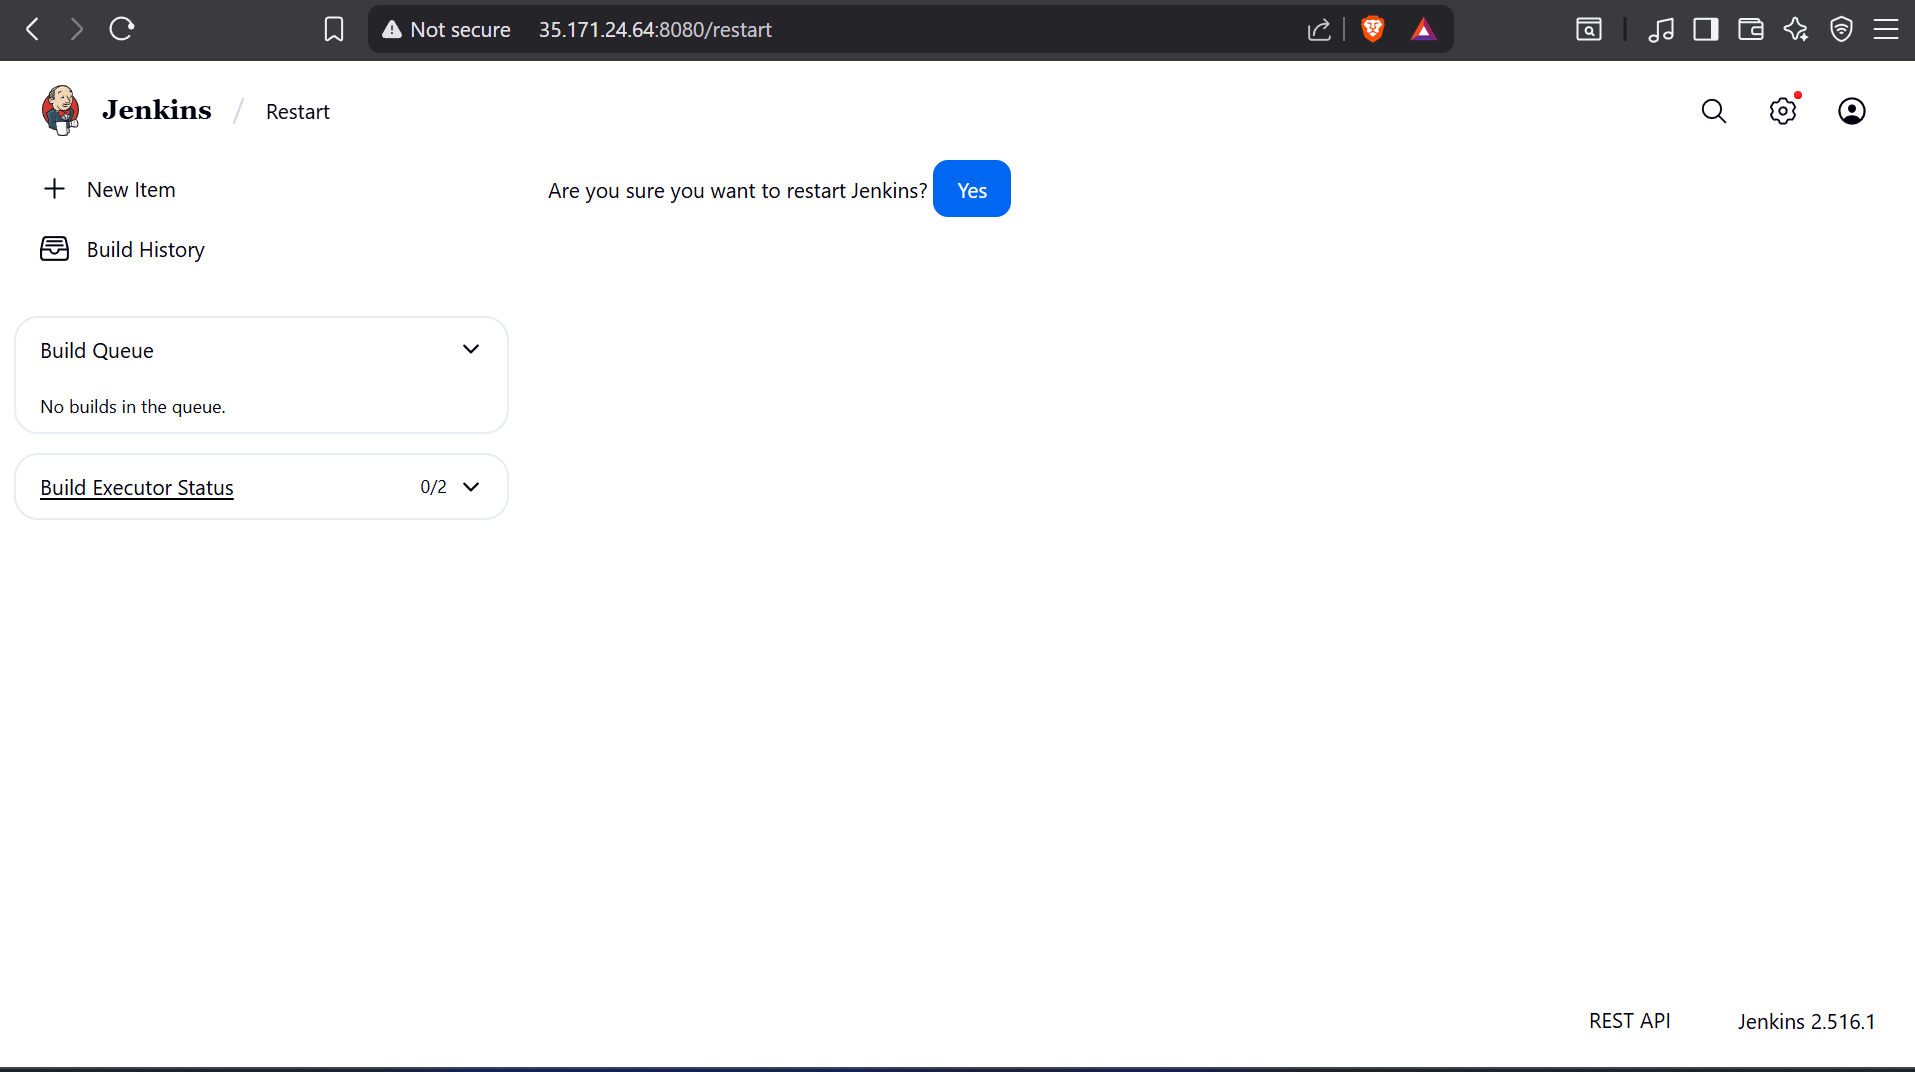 Not secure 35.171.24.64:8080/restart
Jenkins / Restart
New Item
Are you sure you want to restart Jenkins? Yes
Build History
Build Queue
No builds in the queue.
Build Executor Status 0/2
REST API Jenkins 2.516.1